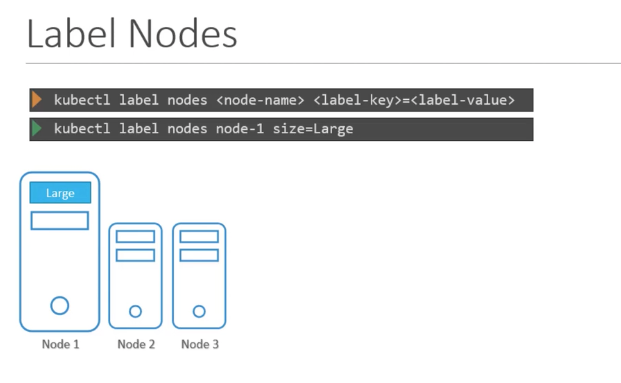 Label Nodes
kubectl label nodes <node-name> <label-key>=<label-value>
kubectl label nodes node-1 size=Large
Large
Node 1
Node 2
Node 3